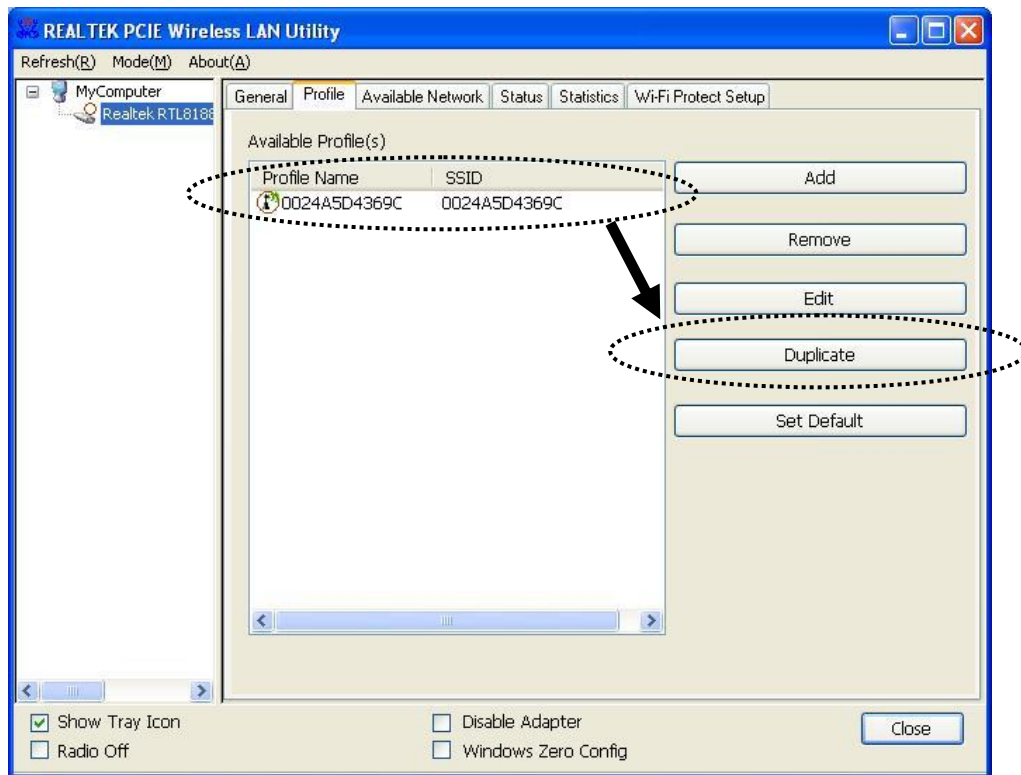 REALTEK PCIE Wireless LAN Utility
Refresh(R) Mode(M) About(A)
MyComputer
Realtek RTL8188
General Profile Available Network Status Statistics Wi-Fi Protect Setup
Available Profile(s)
Profile Name SSID
0024A5D4369C 0024A5D4369C
Add
Remove
Edit
Duplicate
Set Default
Show Tray Icon
Radio Off
Disable Adapter
Windows Zero Config
Close